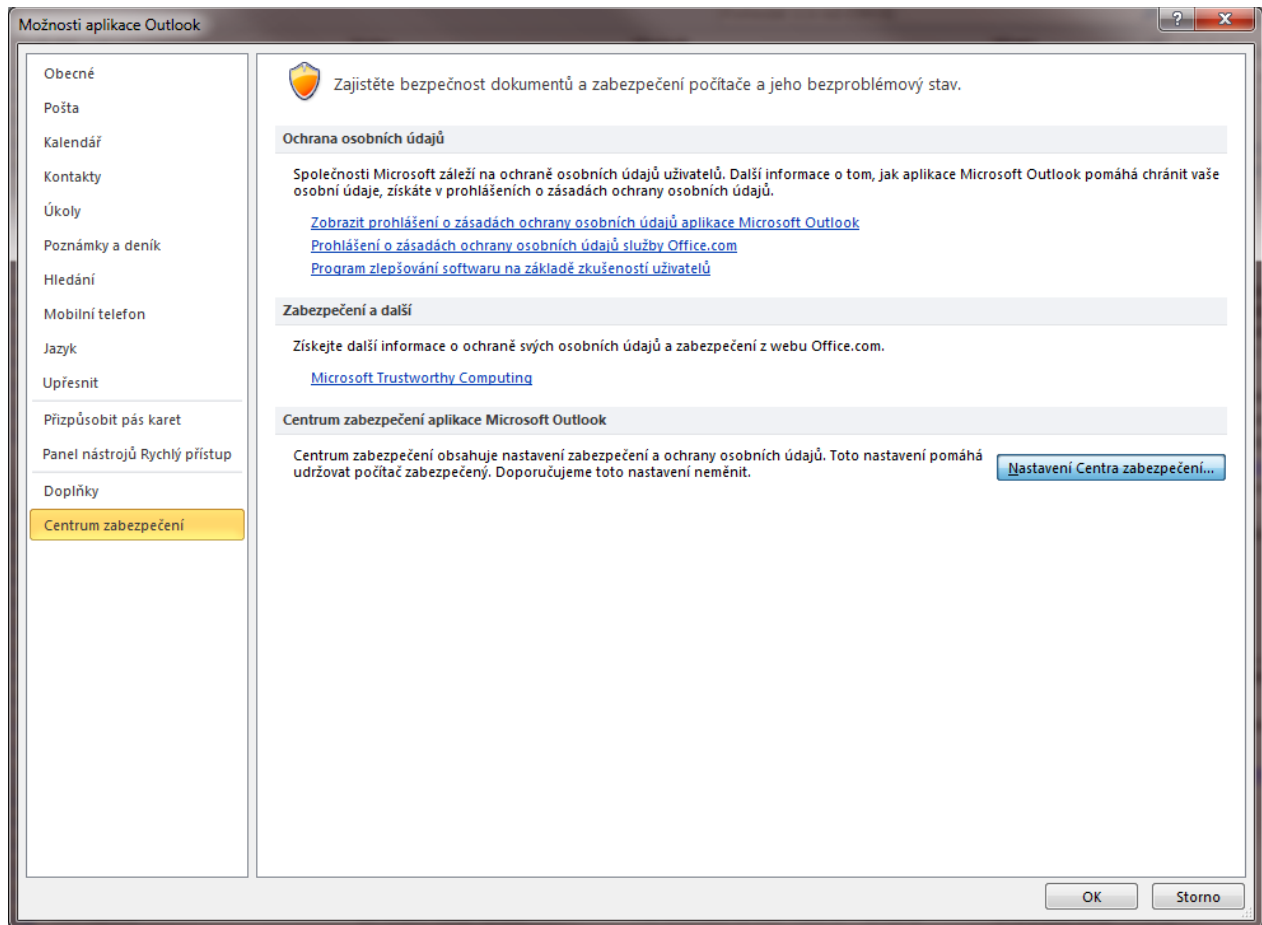 Možnosti aplikace Outlook
Obecné
Pošta
Kalendář
Kontakty
Úkoly
Poznámky a deník
Hledání
Mobilní telefon
Jazyk
Upřesnit
Přizpůsobit pás karet
Panel nástrojů Rychlý přístup
Doplňky
Centrum zabezpečení
Zajistěte bezpečnost dokumentů a zabezpečení počítače a jeho bezproblémový stav.
Ochrana osobních údajů
Společnosti Microsoft záleží na ochraně osobních údajů uživatelů. Další informace o tom, jak aplikace Microsoft Outlook pomáhá chránit vaše
osobní údaje, získáte v prohlášeních o zásadách ochrany osobních údajů.
Zobrazit prohlášení o zásadách ochrany osobních údajů aplikace Microsoft Outlook
Prohlášení o zásadách ochrany osobních údajů služby Office.com
Program zlepšování softwaru na základě zkušeností uživatelů
Zabezpečení a další
Získejte další informace o ochraně svých osobních údajů a zabezpečení z webu Office.com.
Microsoft Trustworthy Computing
Centrum zabezpečení aplikace Microsoft Outlook
Centrum zabezpečení obsahuje nastavení zabezpečení a ochrany osobních údajů. Toto nastavení pomáhá
udržovat počítač zabezpečený. Doporučujeme toto nastavení neměnit.
Nastavení Centra zabezpečení...
OK
Storno